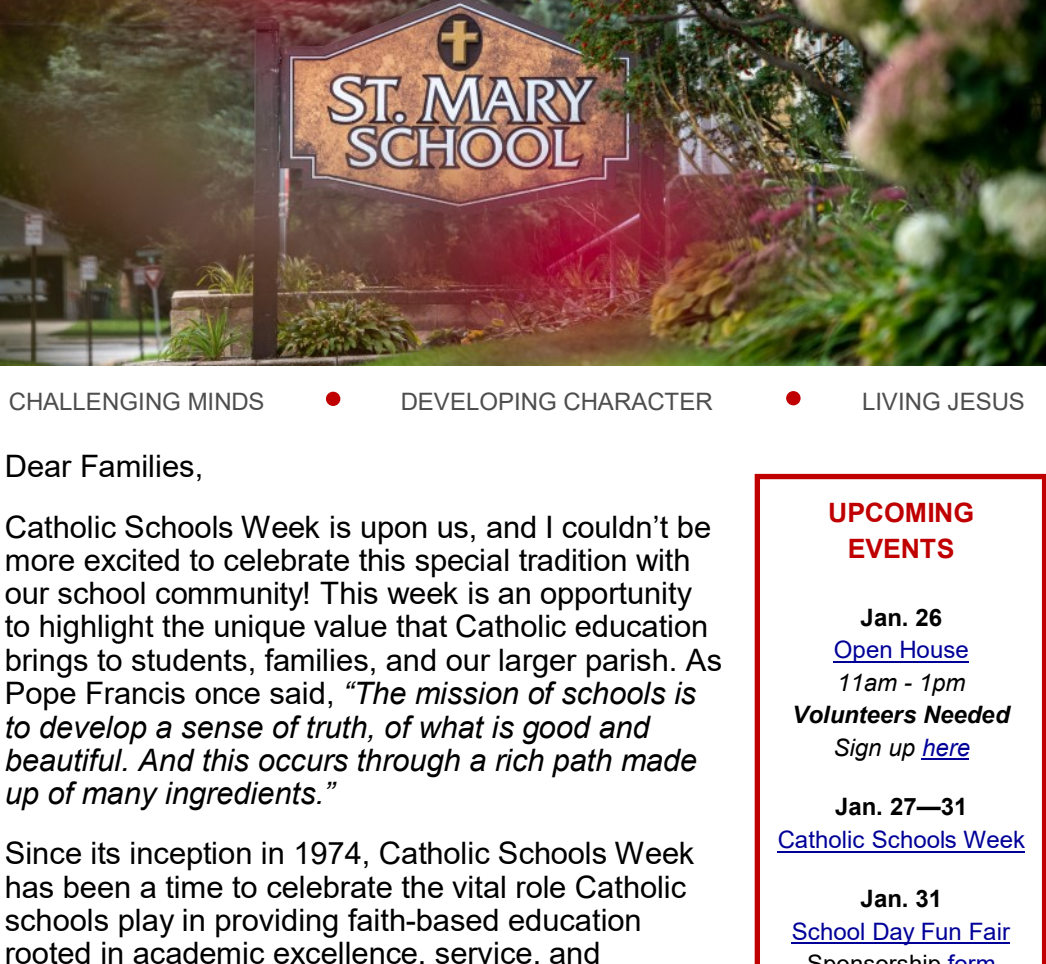 ST. MARY
SCHOOL
CHALLENGING MINDS • DEVELOPING CHARACTER • LIVING JESUS
Dear Families,
Catholic Schools Week is upon us, and I couldn’t be
more excited to celebrate this special tradition with
our school community! This week is an opportunity
to highlight the unique value that Catholic education
brings to students, families, and our larger parish. As
Pope Francis once said, “The mission of schools is
to develop a sense of truth, of what is good and
beautiful. And this occurs through a rich path made
up of many ingredients.”
Since its inception in 1974, Catholic Schools Week
has been a time to celebrate the vital role Catholic
schools play in providing faith-based education
rooted in academic excellence, service, and
UPCOMING
EVENTS
Jan. 26
Open House
11am - 1pm
Volunteers Needed
Sign up here
Jan. 27—31
Catholic Schools Week
Jan. 31
School Day Fun Fair
Sponsorship form